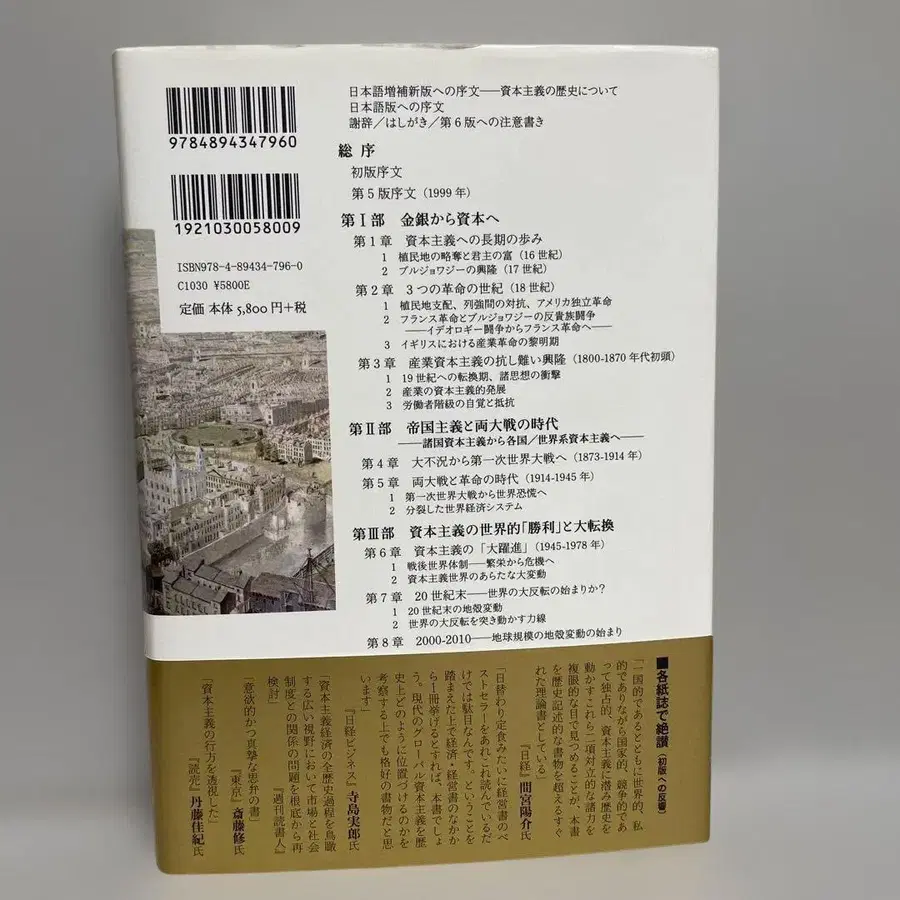 9784894347960
1921030058009
ISBN978-4-89434-796-0
C1030 ¥5800E
定価 本体 5,800円+税
日本語増補新版への序文——資本主義の歴史について
日本語版への序文
謝辞/はしがき/第6版への注意書き
総 序
初版序文
第5版序文(1999年)
第Ⅰ部 金銀から資本へ
第1章 資本主義への長期の歩み
1 植民地の略奪と君主の富(16世紀)
2 ブルジョワジーの興隆(17世紀)
第2章 3つの革命の世紀(18世紀)
1 植民地支配、列強間の対抗、アメリカ独立革命
2 フランス革命とブルジョワジーの反貴族闘争
——イデオロギー闘争からフランス革命へ——
3 イギリスにおける産業革命の黎明期
第3章 産業資本主義の抗し難い興隆(1800-1870年代初頭)
1 19世紀への転換期、諸思想の衝撃
2 産業の資本主義的発展
3 労働者階級の自覚と抵抗
第Ⅱ部 帝国主義と両大戦の時代
——諸国資本主義から各国/世界系資本主義へ——
第4章 大不況から第一次世界大戦へ(1873-1914年)
第5章 両大戦と革命の時代(1914-1945年)
1 第一次世界大戦から世界恐慌へ
2 分裂した世界経済システム
第Ⅲ部 資本主義の世界的「勝利」と大転換
第6章 資本主義の「大躍進」(1945-1978年)
1 戦後世界体制——繁栄から危機へ
2 資本主義世界のあらたな大変動
第7章 20世紀末——世界の大反転の始まりか?
1 20世紀末の地殻変動
2 世界の大反転を突き動かす力線
第8章 2000-2010——地球規模の地殻変動の始まり
■各紙誌で絶讃(初版への反響)
「一国的であるとともに世界的、私
的でありながら国家的、競争的であ
って独占的、資本主義に潜み歴史を
動かすこれら二項対立的な諸力を
複眼的な目で見つめることが、本書
を歴史記述的な書物を超えるすぐ
れた理論書としている」
『日経』間宮陽介氏
「日替わり定食みたいに経営書のベ
ストセラーをあれこれ読んでいるだ
けでは駄目なんです。ということを
踏まえた上で経済・経営書のなかか
ら1冊挙げるとすれば、本書でしょ
う。現代のグローバル資本主義を歴
史上どのように位置づけるのかを
考察する上でも格好の書物だと思
います」
『日経ビジネス』寺島実郎氏
「資本主義経済の全歴史過程を鳥瞰
する広い視野において市場と社会
制度との関係の問題を根底から再
検討」
『週刊読書人』
「意欲的かつ真摯な思弁の書」
『東京』斎藤修氏
「資本主義の行方を透視した」
『読売』丹藤佳紀氏